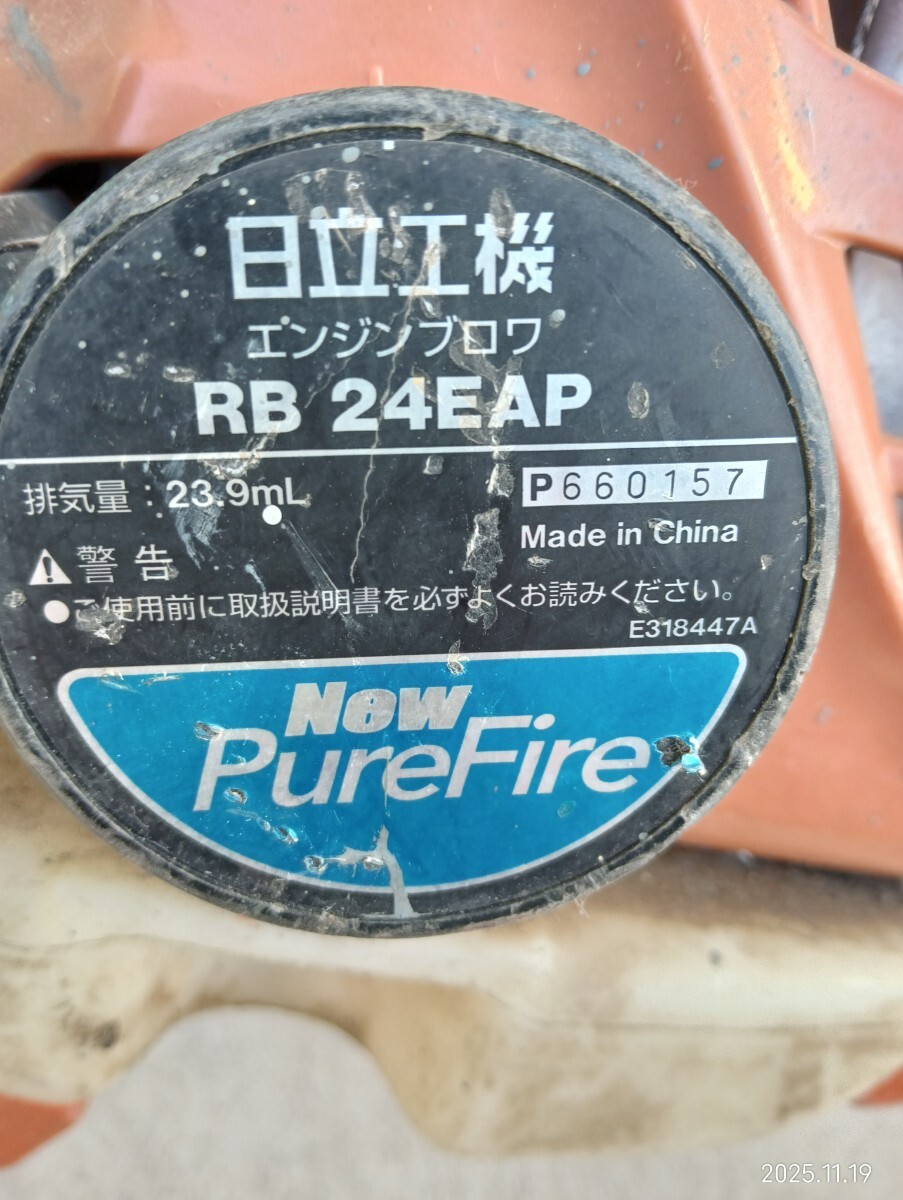 日立工機
エンジンブロワ
RB 24EAP
排気量：23.9mL
P660157
Made in China
⚠警告
●ご使用前に取扱説明書を必ずよくお読みください。
E318447A
New
PureFire
2025.11.19